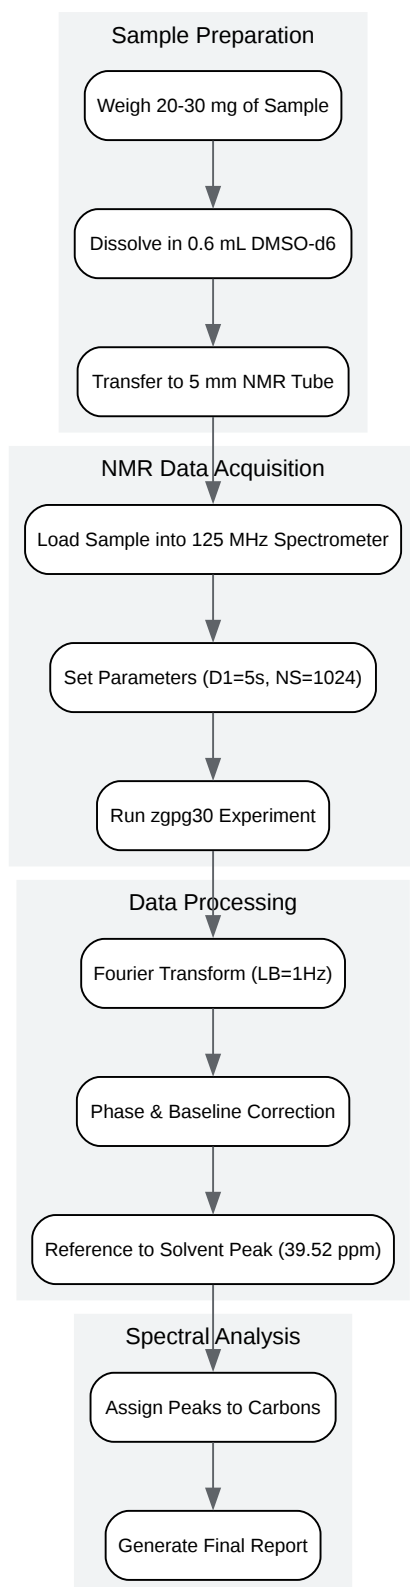 Sample Preparation
Weigh 20-30 mg of Sample
Dissolve in 0.6 mL DMSO-d6
Transfer to 5 mm NMR Tube
NMR Data Acquisition
Load Sample into 125 MHz Spectrometer
Set Parameters (D1=5s, NS=1024)
Run zgpg30 Experiment
Data Processing
Fourier Transform (LB=1Hz)
Phase & Baseline Correction
Reference to Solvent Peak (39.52 ppm)
Spectral Analysis
Assign Peaks to Carbons
Generate Final Report